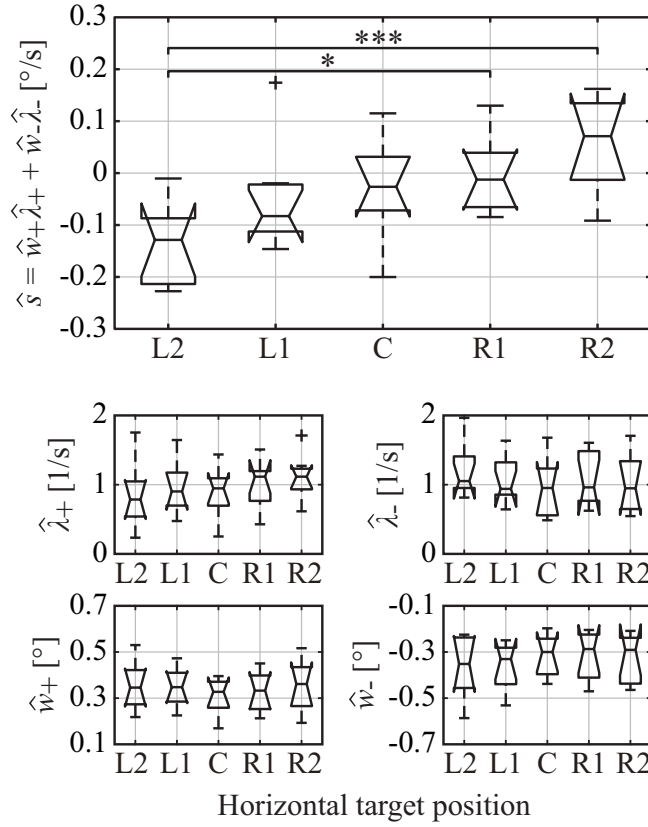 ***
*
ŝ = ŵ₊λ̂₊ + ŵ₋λ̂₋ [°/s]
0.3
0.2
0.1
0
-0.1
-0.2
-0.3
L2 L1 C R1 R2
λ̂₊ [1/s]
2
1
0
L2 L1 C R1 R2
λ̂₋ [1/s]
2
1
0
L2 L1 C R1 R2
ŵ₊ [°]
0.7
0.5
0.3
0.1
L2 L1 C R1 R2
ŵ₋ [°]
-0.1
-0.3
-0.5
-0.7
L2 L1 C R1 R2
Horizontal target position